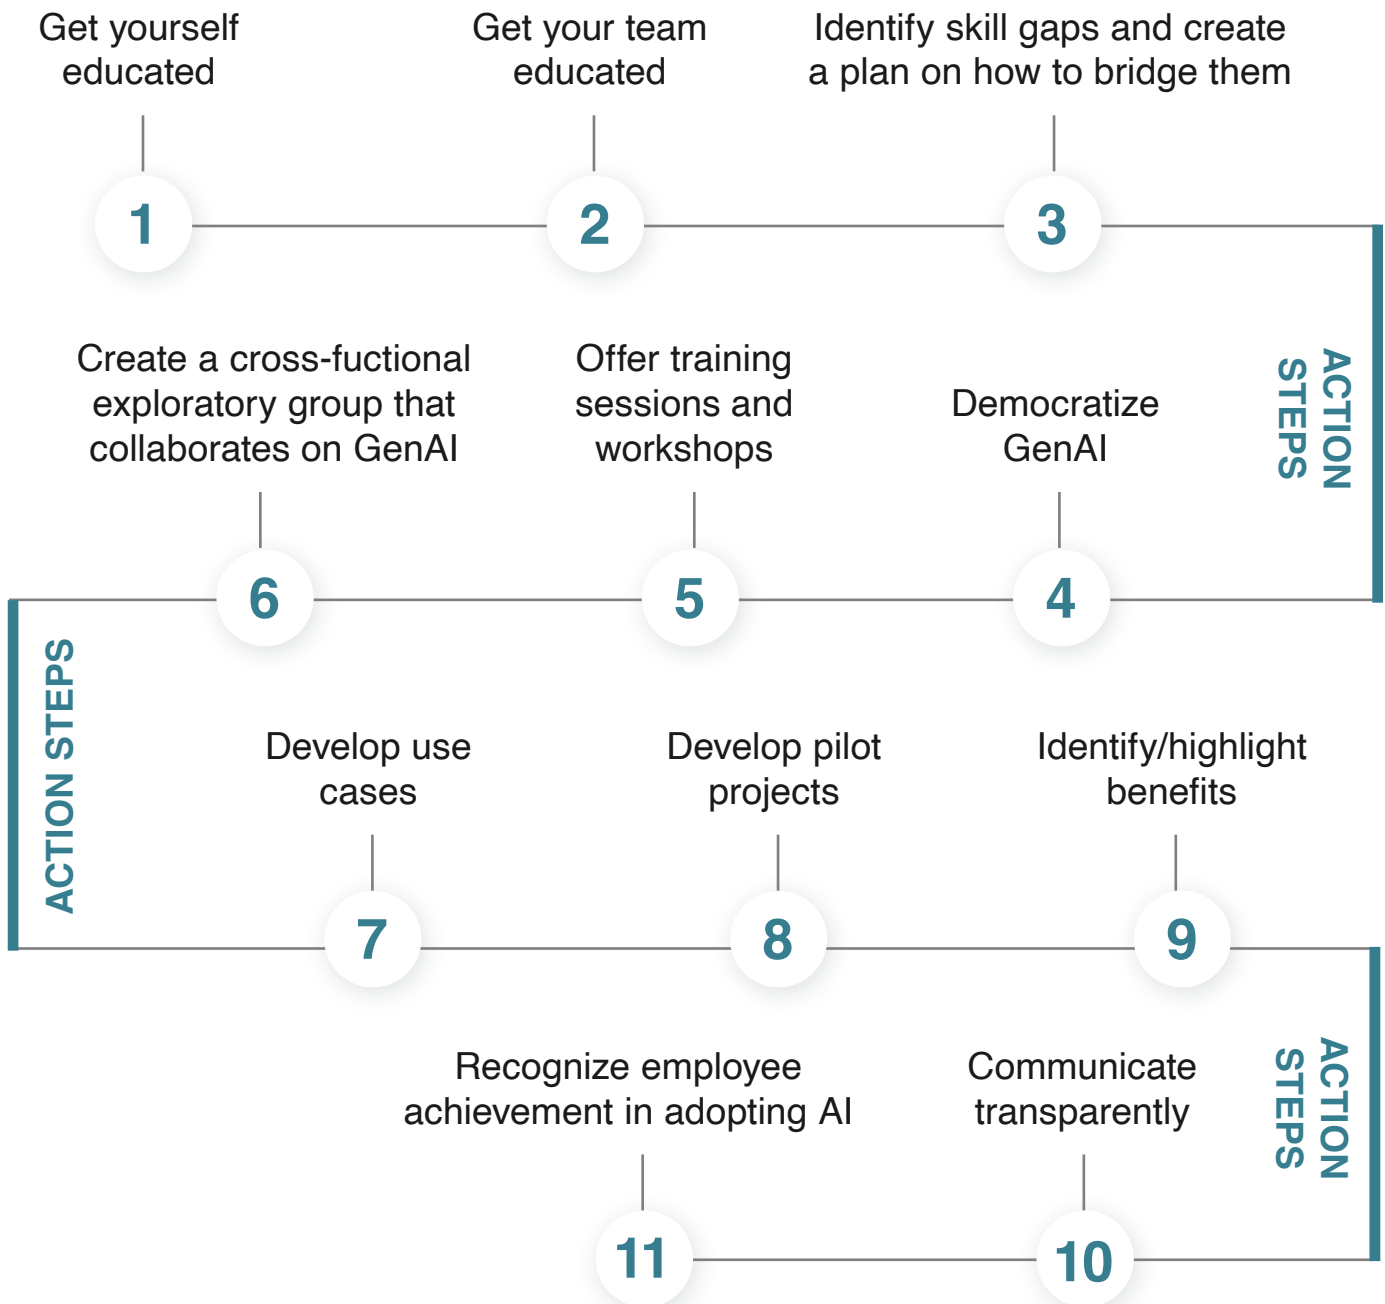 Get yourself
educated
1
Get your team
educated
2
Identify skill gaps and create
a plan on how to bridge them
3
ACTION
STEPS
Democratize
GenAI
4
Offer training
sessions and
workshops
5
Create a cross-fuctional
exploratory group that
collaborates on GenAI
6
ACTION STEPS
Develop use
cases
7
Develop pilot
projects
8
Identify/highlight
benefits
9
ACTION
STEPS
Communicate
transparently
10
Recognize employee
achievement in adopting AI
11